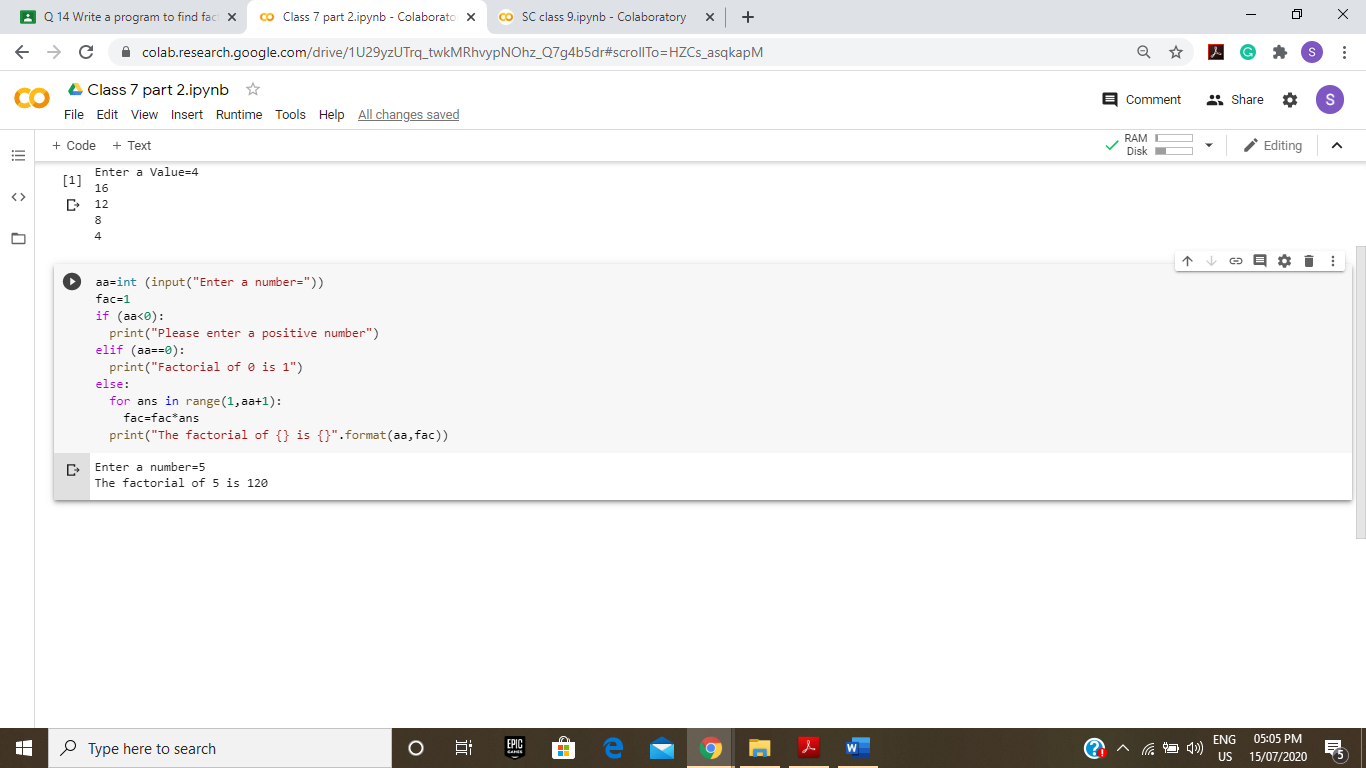 Q 14 Write a program to find fac
Class 7 part 2.ipynb - Colaborato
SC class 9.ipynb - Colaboratory
colab.research.google.com/drive/1U29yzUTrq_twkMRhvypNOhz_Q7g4b5dr#scrollTo=HZCs_asqkapM
S
Class 7 part 2.ipynb
File Edit View Insert Runtime Tools Help All changes saved
Comment Share S
+ Code + Text
RAM
Disk
Editing
Enter a Value=4
[1]
16
12
8
4
aa=int (input("Enter a number="))
fac=1
if (aa<0):
print("Please enter a positive number")
elif (aa==0):
print("Factorial of 0 is 1")
else:
for ans in range(1,aa+1):
fac=fac*ans
print("The factorial of {} is {}".format(aa,fac))
Enter a number=5
The factorial of 5 is 120
Type here to search
EPIC
GAMES
ENG
US
05:05 PM
15/07/2020
5